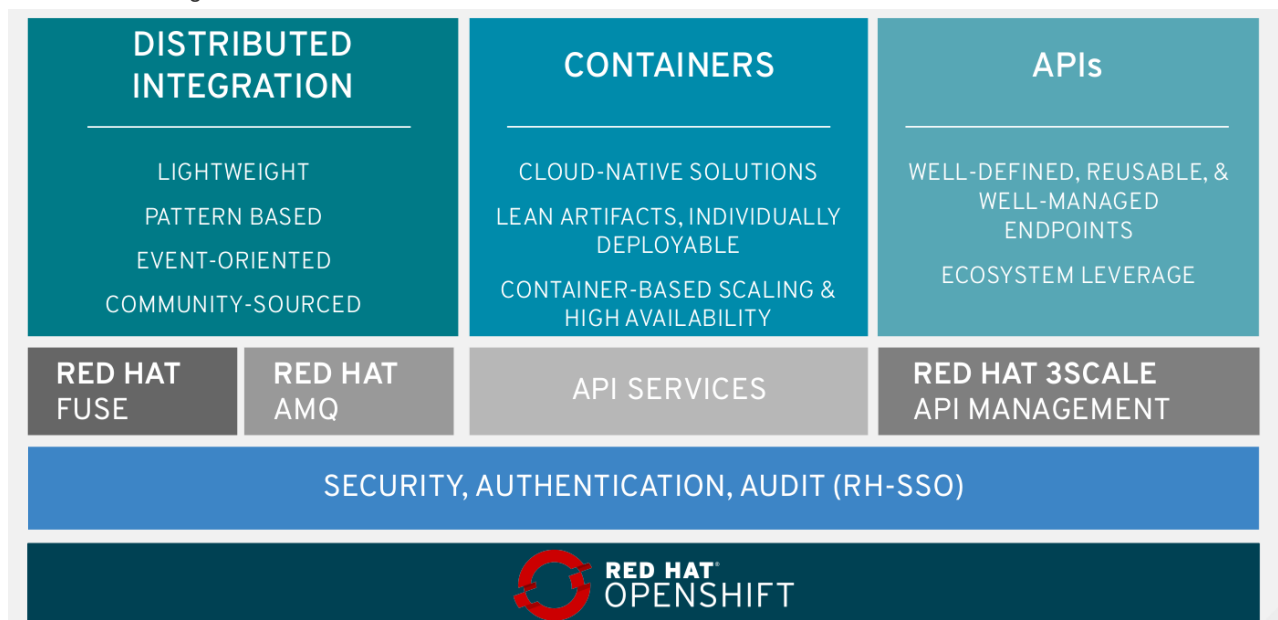 DISTRIBUTED
INTEGRATION
LIGHTWEIGHT
PATTERN BASED
EVENT-ORIENTED
COMMUNITY-SOURCED
CONTAINERS
CLOUD-NATIVE SOLUTIONS
LEAN ARTIFACTS, INDIVIDUALLY
DEPLOYABLE
CONTAINER-BASED SCALING &
HIGH AVAILABILITY
APIs
WELL-DEFINED, REUSABLE, &
WELL-MANAGED
ENDPOINTS
ECOSYSTEM LEVERAGE
RED HAT
FUSE
RED HAT
AMQ
API SERVICES
RED HAT 3SCALE
API MANAGEMENT
SECURITY, AUTHENTICATION, AUDIT (RH-SSO)
RED HAT®
OPENSHIFT